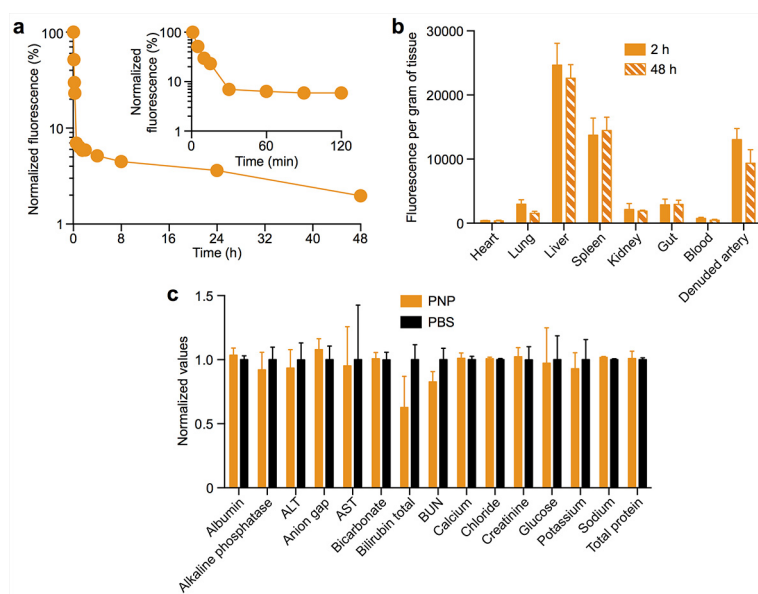 a
Normalized fluorescence (%)
100
10
1
0
8
16
24
32
40
48
Time (h)
Normalized
fluorescence (%)
100
10
1
0
60
120
Time (min)
b
Fluorescence per gram of tissue
30000
20000
10000
0
2 h
48 h
Heart
Lung
Liver
Spleen
Kidney
Gut
Blood
Denuded artery
c
Normalized values
1.5
1.0
0.5
0
PNP
PBS
Albumin
Alkaline phosphatase
ALT
Anion gap
AST
Bicarbonate
Bilirubin total
BUN
Calcium
Chloride
Creatinine
Glucose
Potassium
Sodium
Total protein